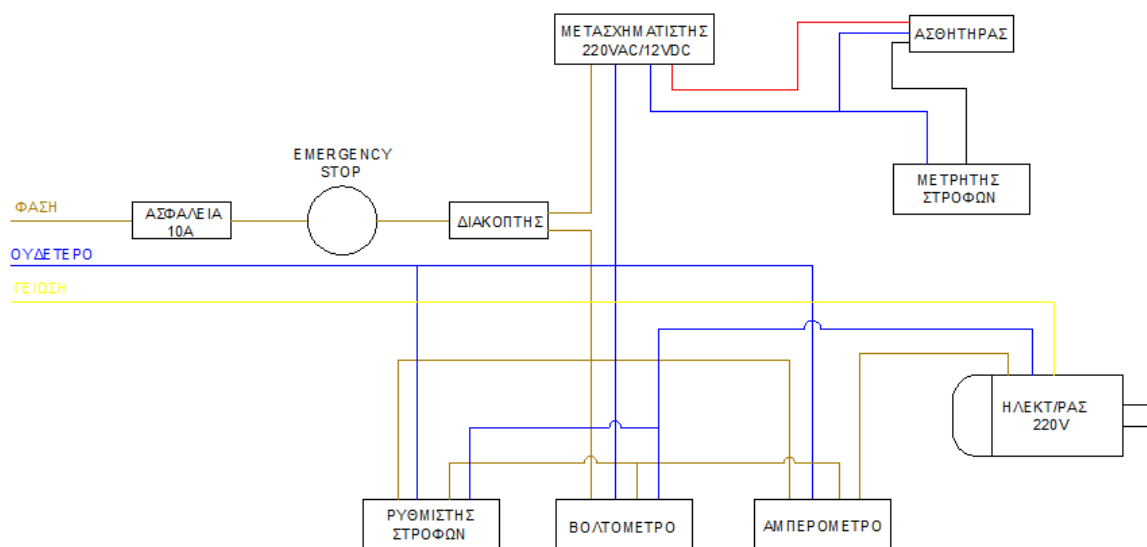 ΜΕΤΑΣΧΗΜΑΤΙΣΤΗΣ
220VAC/12VDC
ΑΣΘΗΤΗΡΑΣ
EMERGENCY
STOP
ΜΕΤΡΗΤΗΣ
ΣΤΡΟΦΩΝ
ΦΑΣΗ
ΑΣΦΑΛΕΙΑ
10Α
ΔΙΑΚΟΠΤΗΣ
ΟΥΔΕΤΕΡΟ
ΓΕΙΩΣΗ
ΗΛΕΚΤ/ΡΑΣ
220V
ΡΥΘΜΙΣΤΗΣ
ΣΤΡΟΦΩΝ
ΒΟΛΤΟΜΕΤΡΟ
ΑΜΠΕΡΟΜΕΤΡΟ